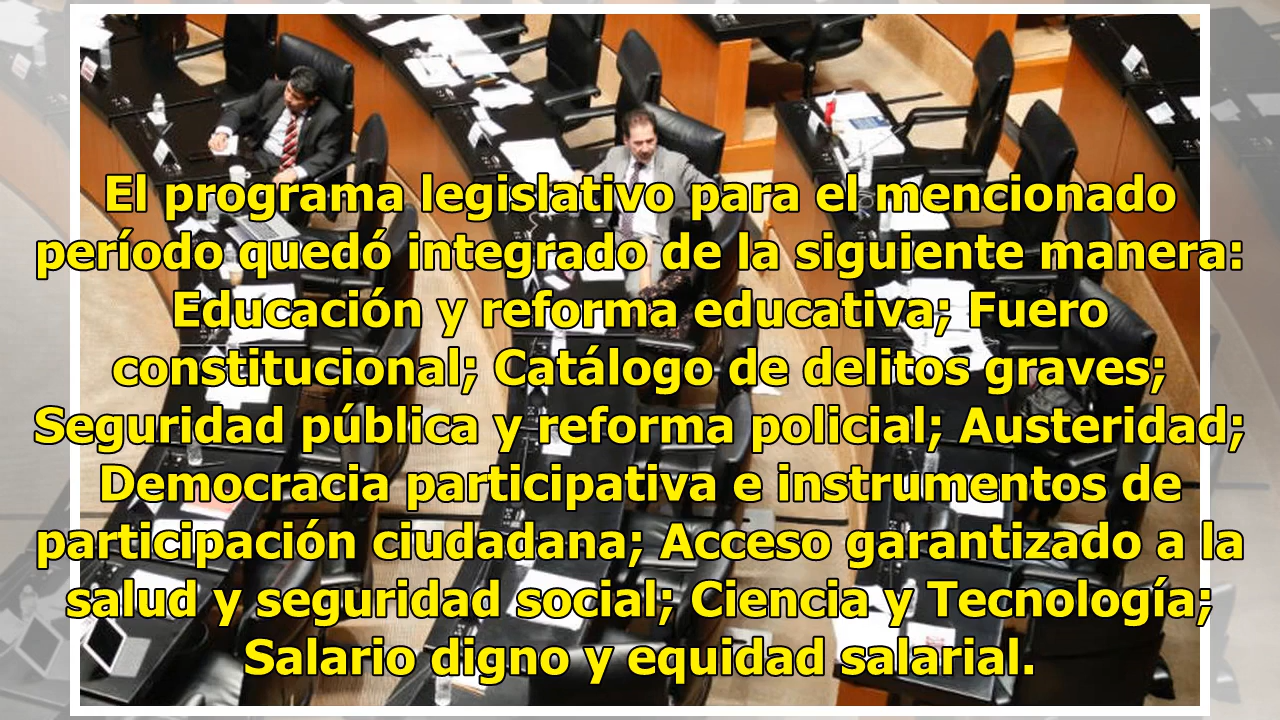 El programa legislativo para el mencionado
período quedó integrado de la siguiente manera:
Educación y reforma educativa; Fuero
constitucional; Catálogo de delitos graves;
Seguridad pública y reforma policial; Austeridad;
Democracia participativa e instrumentos de
participación ciudadana; Acceso garantizado a la
salud y seguridad social; Ciencia y Tecnología;
Salario digno y equidad salarial.